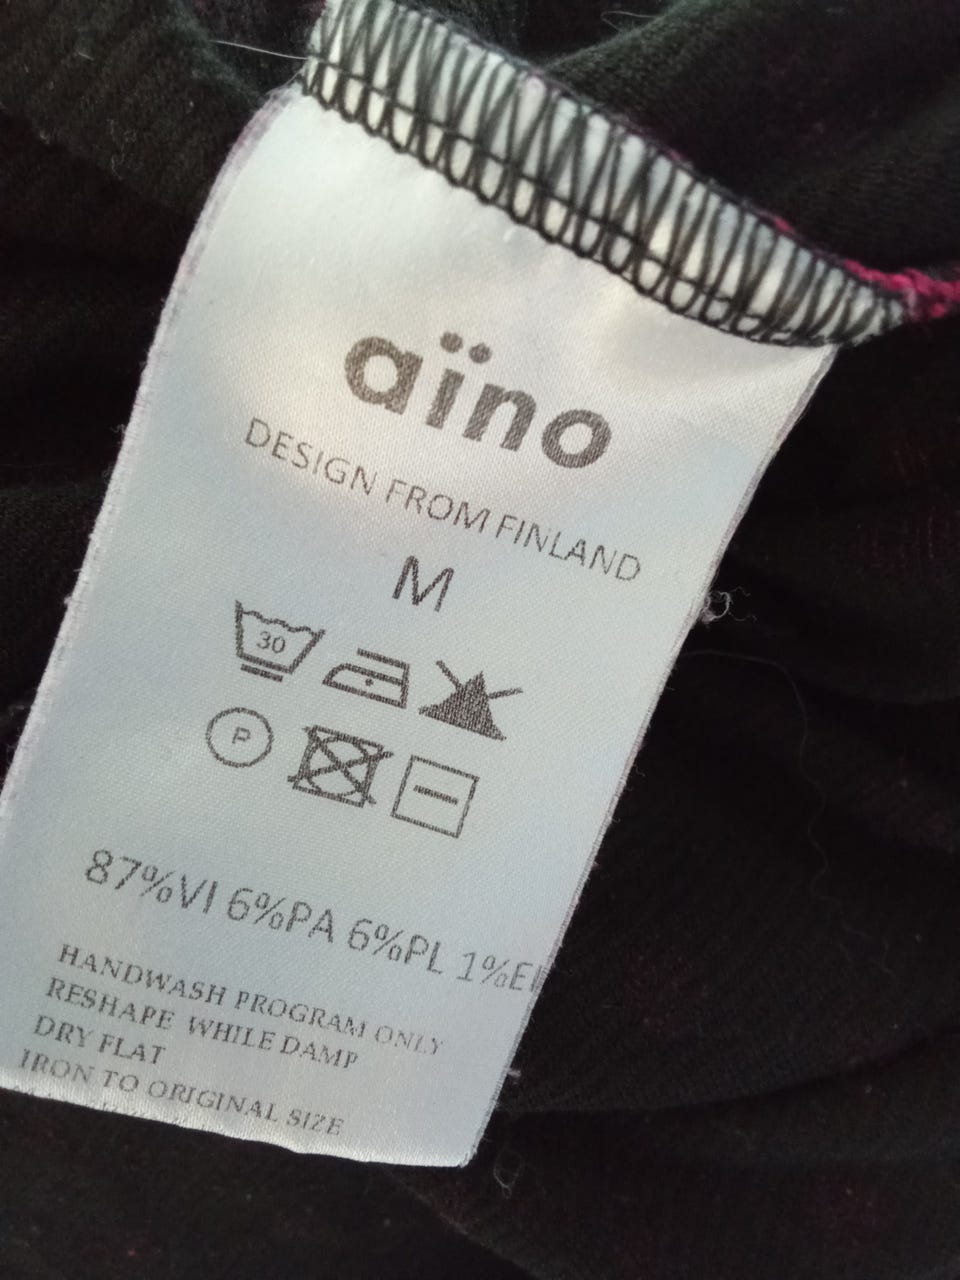 aïno
DESIGN FROM FINLAND
M
30
P
87%VI 6%PA 6%PL 1%
HANDWASH PROGRAM ONLY
RESHAPE WHILE DAMP
DRY FLAT
IRON TO ORIGINAL SIZE